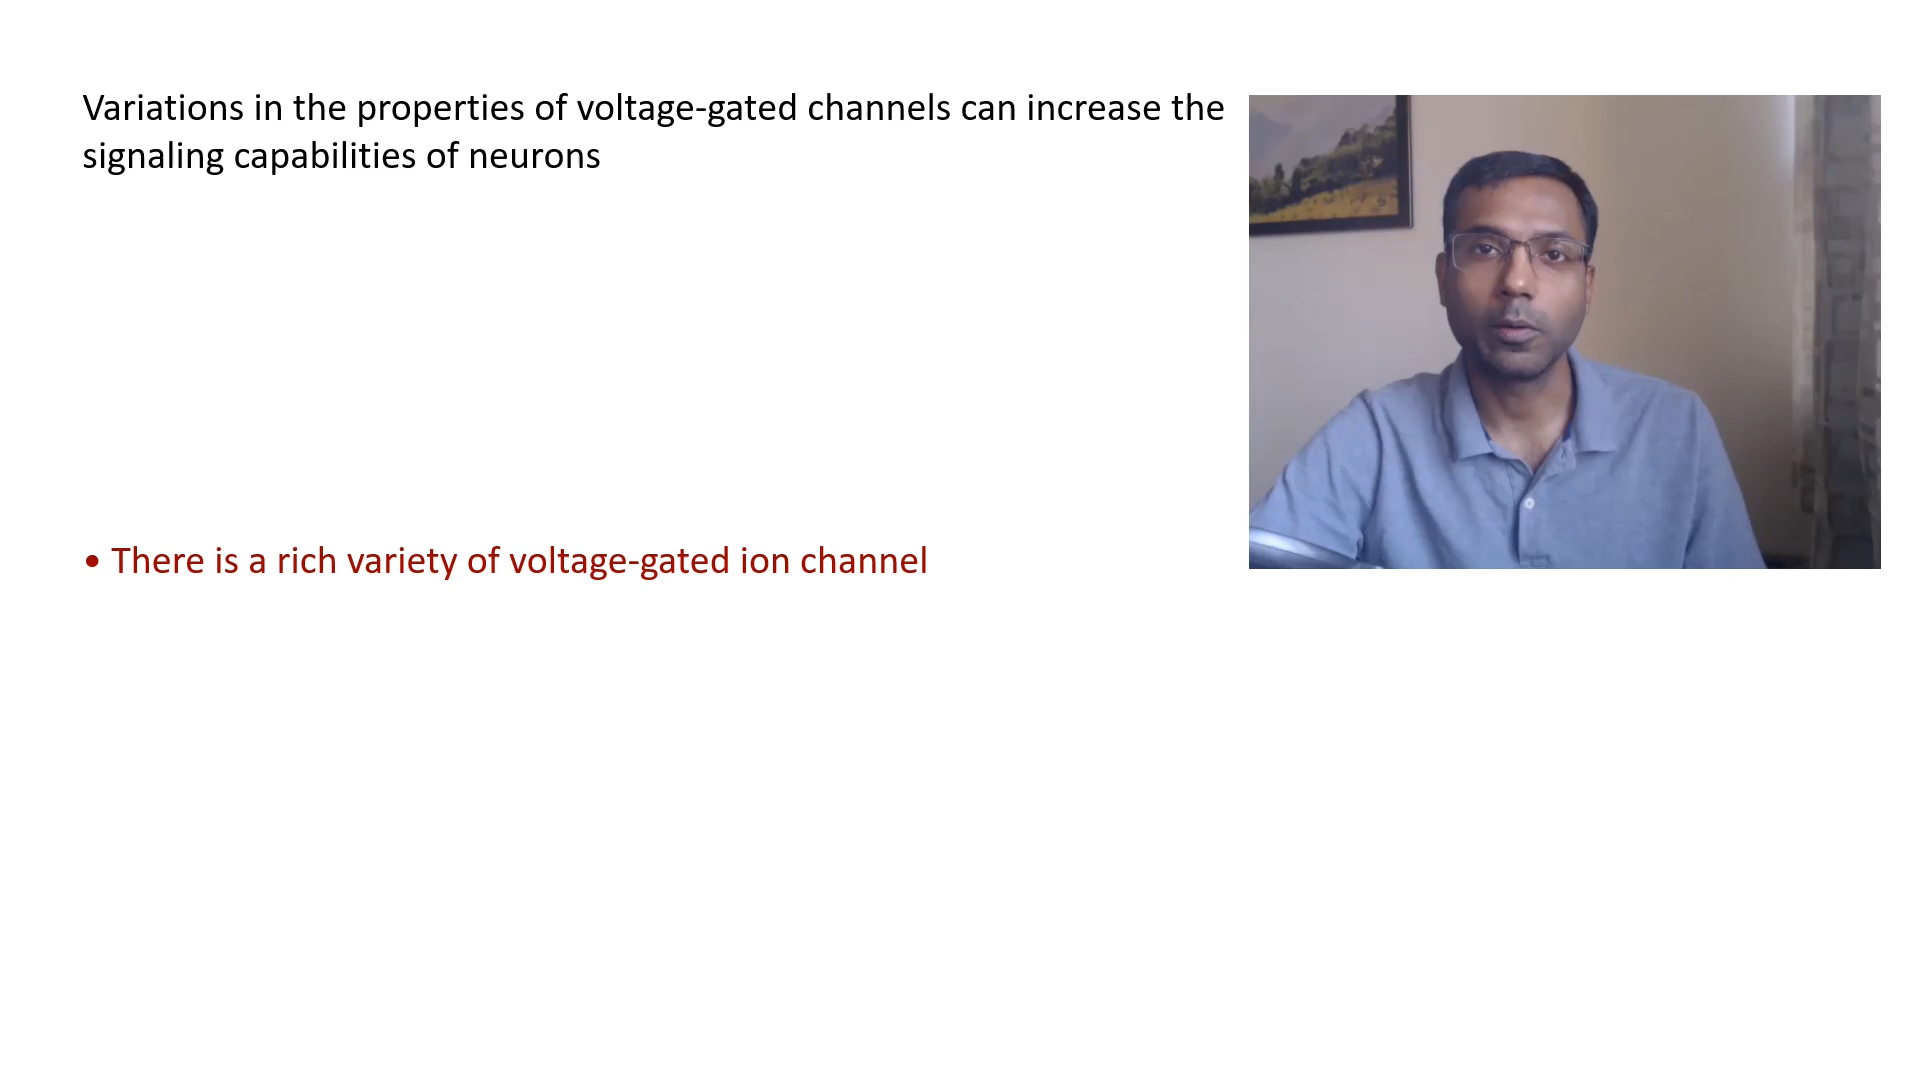 Variations in the properties of voltage-gated channels can increase the
signaling capabilities of neurons
• There is a rich variety of voltage-gated ion channel